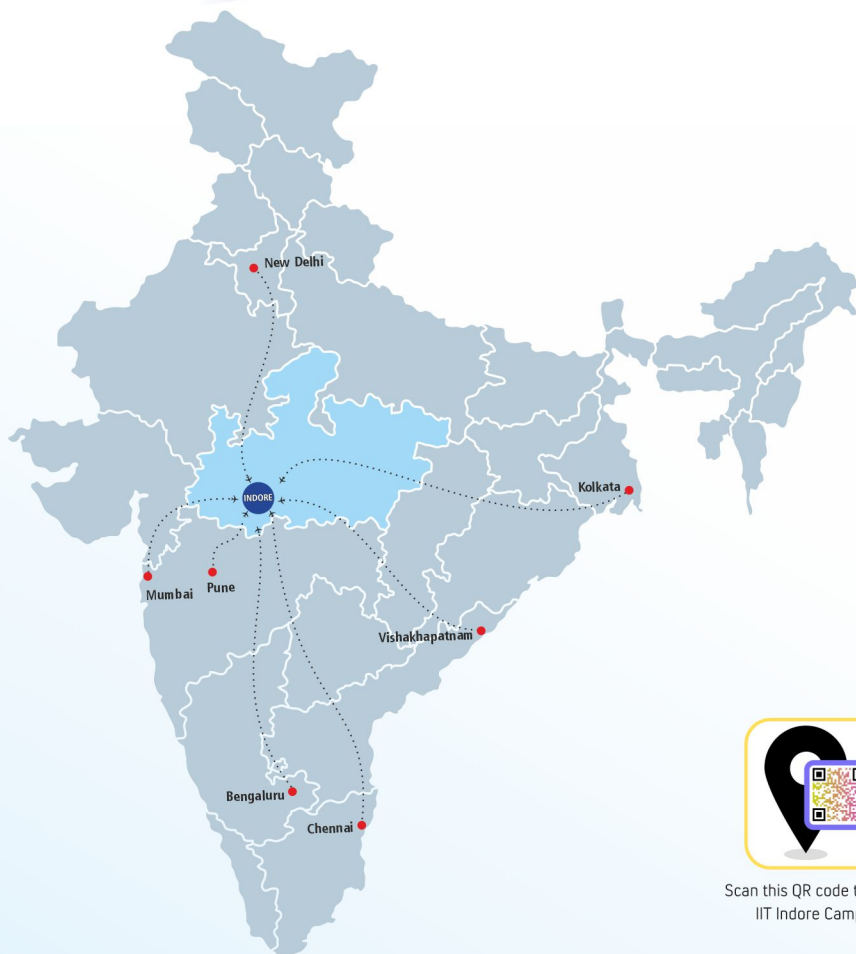 New Delhi
INDORE
Kolkata
Mumbai
Pune
Vishakhapatnam
Bengaluru
Chennai
Scan this QR code t
IIT Indore Camp